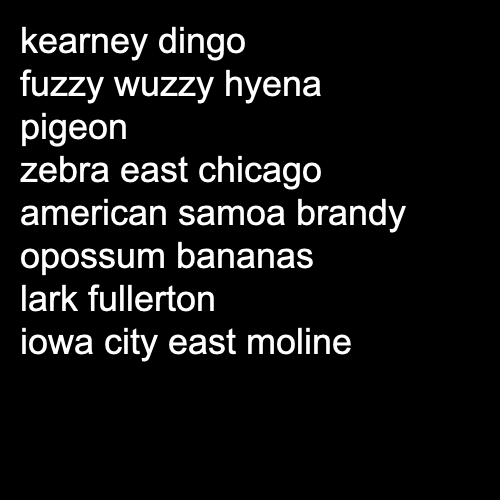 kearney dingo
fuzzy wuzzy hyena
pigeon
zebra east chicago
american samoa brandy
opossum bananas
lark fullerton
iowa city east moline